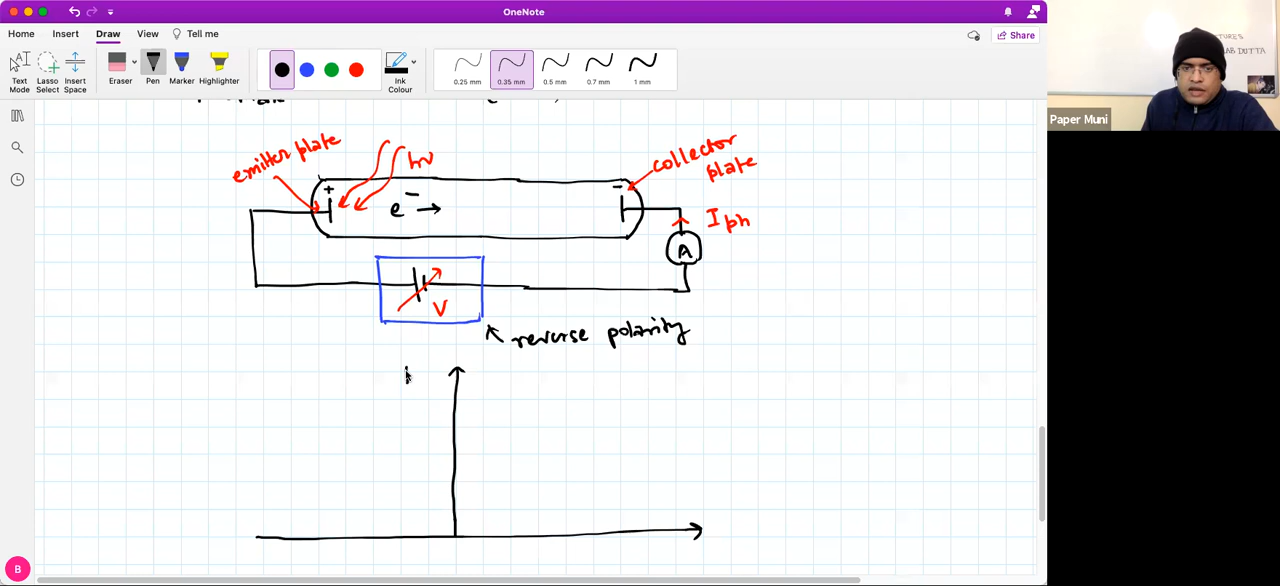 OneNote
Home Insert Draw View Tell me
Share
Text Mode
Lasso Select
Insert Space
Eraser
Pen
Marker
Highlighter
Ink Colour
0.25 mm
0.35 mm
0.5 mm
0.7 mm
1 mm
Paper Muni
emitter plate
hν
collector plate
+
-
e⁻ →
I ph
A
V
reverse polarity
B